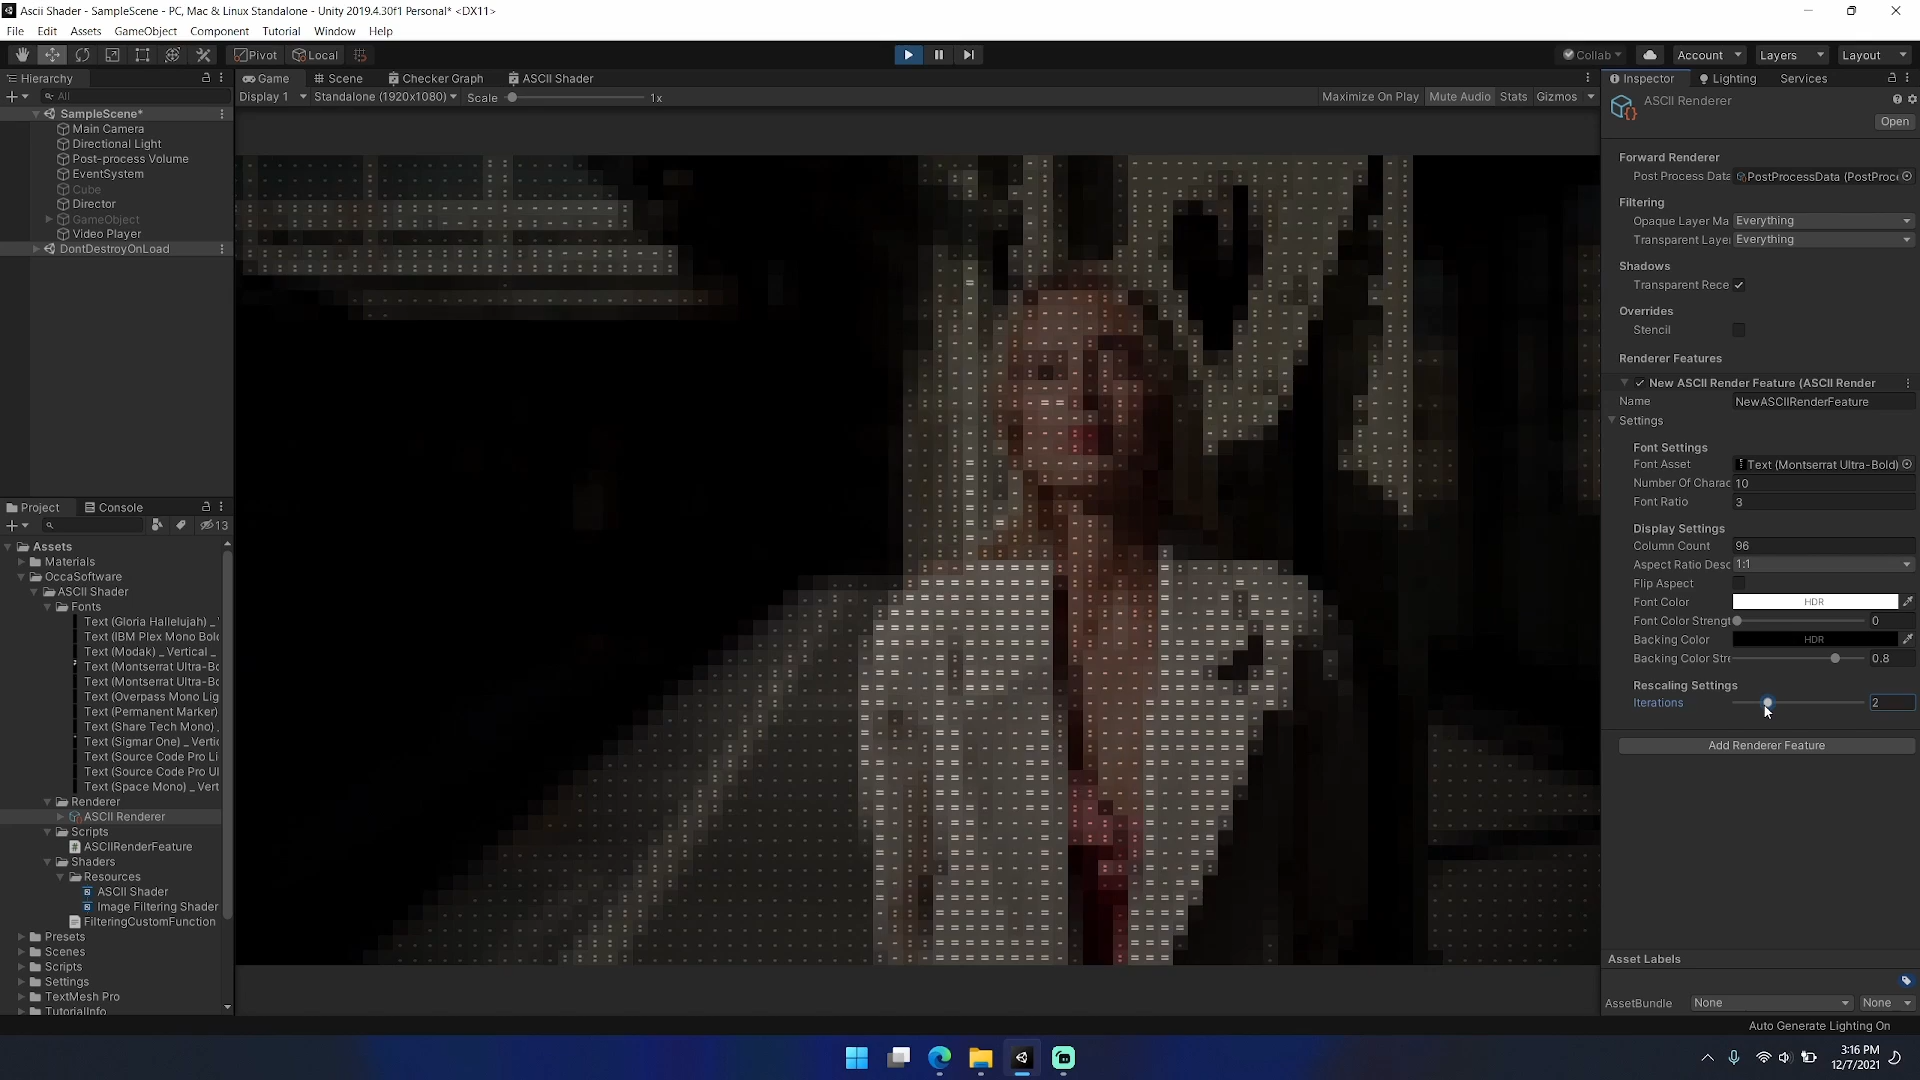 Ascii Shader - SampleScene - PC, Mac & Linux Standalone - Unity 2019.4.30f1 Personal* <DX11>
File Edit Assets GameObject Component Tutorial Window Help
Pivot Local Collab Account Layers Layout
Hierarchy
All
SampleScene*
Main Camera
Directional Light
Post-process Volume
EventSystem
Cube
Director
GameObject
Video Player
DontDestroyOnLoad
Game Scene Checker Graph ASCII Shader
Display 1 Standalone (1920x1080) Scale 1x Maximize On Play Mute Audio Stats Gizmos
Project Console
13
Assets
Materials
OccaSoftware
ASCII Shader
Fonts
Text (Gloria Hallelujah) _
Text (IBM Plex Mono Bol
Text (Modak) _ Vertical _
Text (Montserrat Ultra-Bo
Text (Montserrat Ultra-Bo
Text (Overpass Mono Lig
Text (Permanent Marker)
Text (Share Tech Mono)
Text (Sigmar One) _ Verti
Text (Source Code Pro Li
Text (Source Code Pro Ul
Text (Space Mono) _ Vert
Renderer
ASCII Renderer
Scripts
ASCIIRenderFeature
Shaders
Resources
ASCII Shader
Image Filtering Shader
FilteringCustomFunction
Presets
Scenes
Scripts
Settings
TextMesh Pro
TutorialInfo
Inspector Lighting Services
ASCII Renderer
Open
Forward Renderer
Post Process Data PostProcessData (PostProce
Filtering
Opaque Layer Ma Everything
Transparent Layer Everything
Shadows
Transparent Rece
Overrides
Stencil
Renderer Features
New ASCII Render Feature (ASCII Render
Name NewASCIIRenderFeature
Settings
Font Settings
Font Asset Text (Montserrat Ultra-Bold)
Number Of Charac 10
Font Ratio 3
Display Settings
Column Count 96
Aspect Ratio Desc 1:1
Flip Aspect
Font Color HDR
Font Color Strengt 0
Backing Color HDR
Backing Color Stre 0.8
Rescaling Settings
Iterations 2
Add Renderer Feature
Asset Labels
AssetBundle None None
Auto Generate Lighting On
3:16 PM
12/7/2021